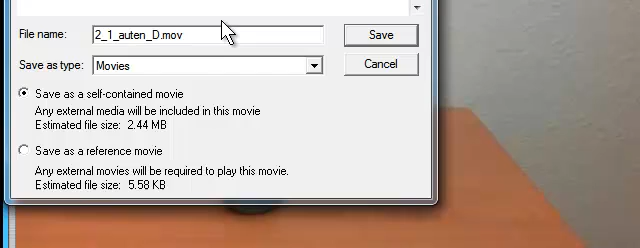 File name: 2_1_auten_D.mov Save
Save as type: Movies Cancel
Save as a self-contained movie
Any external media will be included in this movie
Estimated file size: 2.44 MB
Save as a reference movie
Any external movies will be required to play this movie.
Estimated file size: 5.58 KB